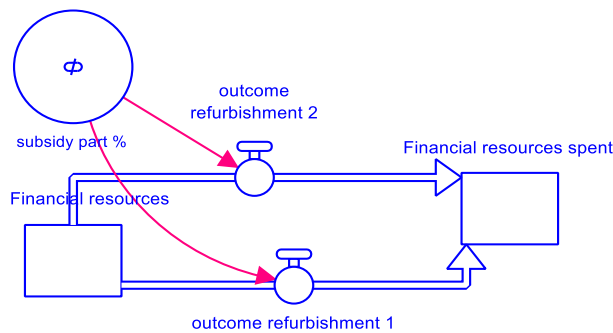 outcome
refurbishment 2
subsidy part %
Financial resources spent
Financial resources
outcome refurbishment 1